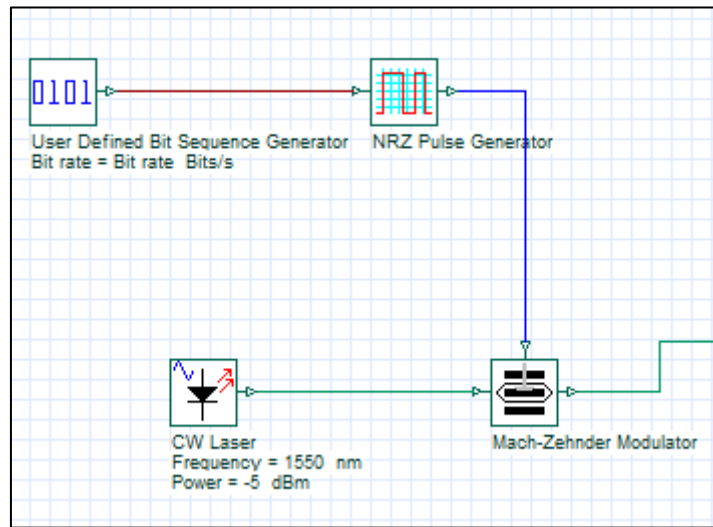 0101
User Defined Bit Sequence Generator
Bit rate = Bit rate  Bits/s
NRZ Pulse Generator
CW Laser
Frequency = 1550  nm
Power = -5  dBm
Mach-Zehnder Modulator